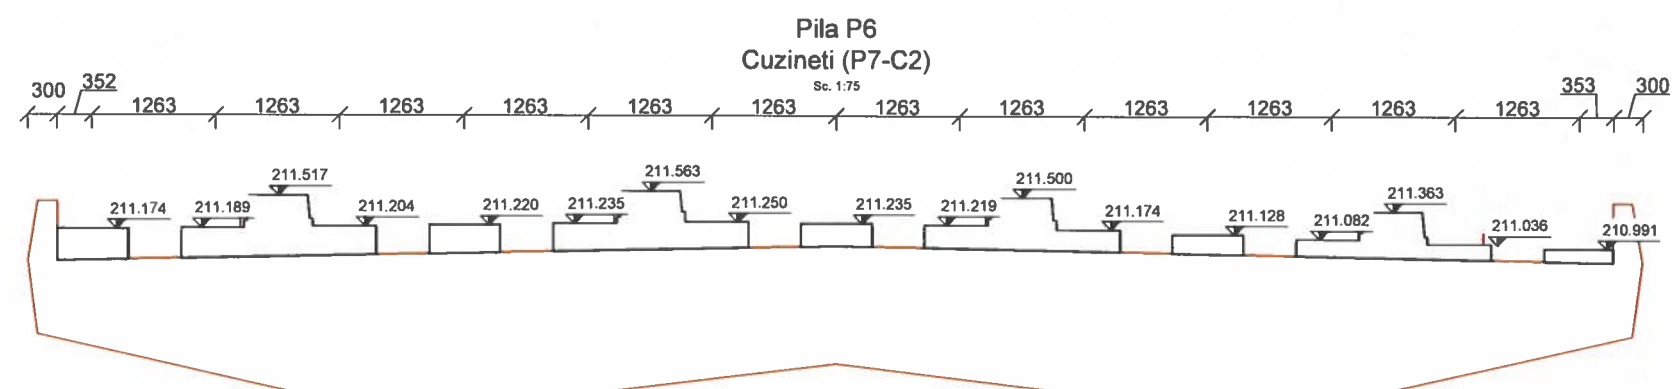 Pila P6
Cuzineti (P7-C2)
Sc. 1:75
300 352 1263 1263 1263 1263 1263 1263 1263 1263 1263 1263 1263 1263 353 300
211.517 211.563 211.500 211.363
211.174 211.189 211.204 211.220 211.235 211.250 211.235 211.219 211.174 211.128 211.082 211.036 210.991